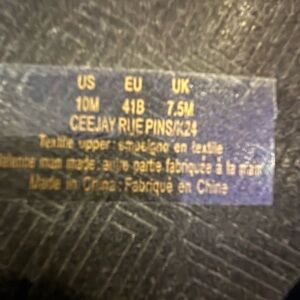 US EU UK
10M 41B 7.5M
CEEJAY RUE PINS/K24
Textile upper: empeigne en textile
alance man made: autre partie fabriquée à la main
Made in China: Fabriqué en Chine